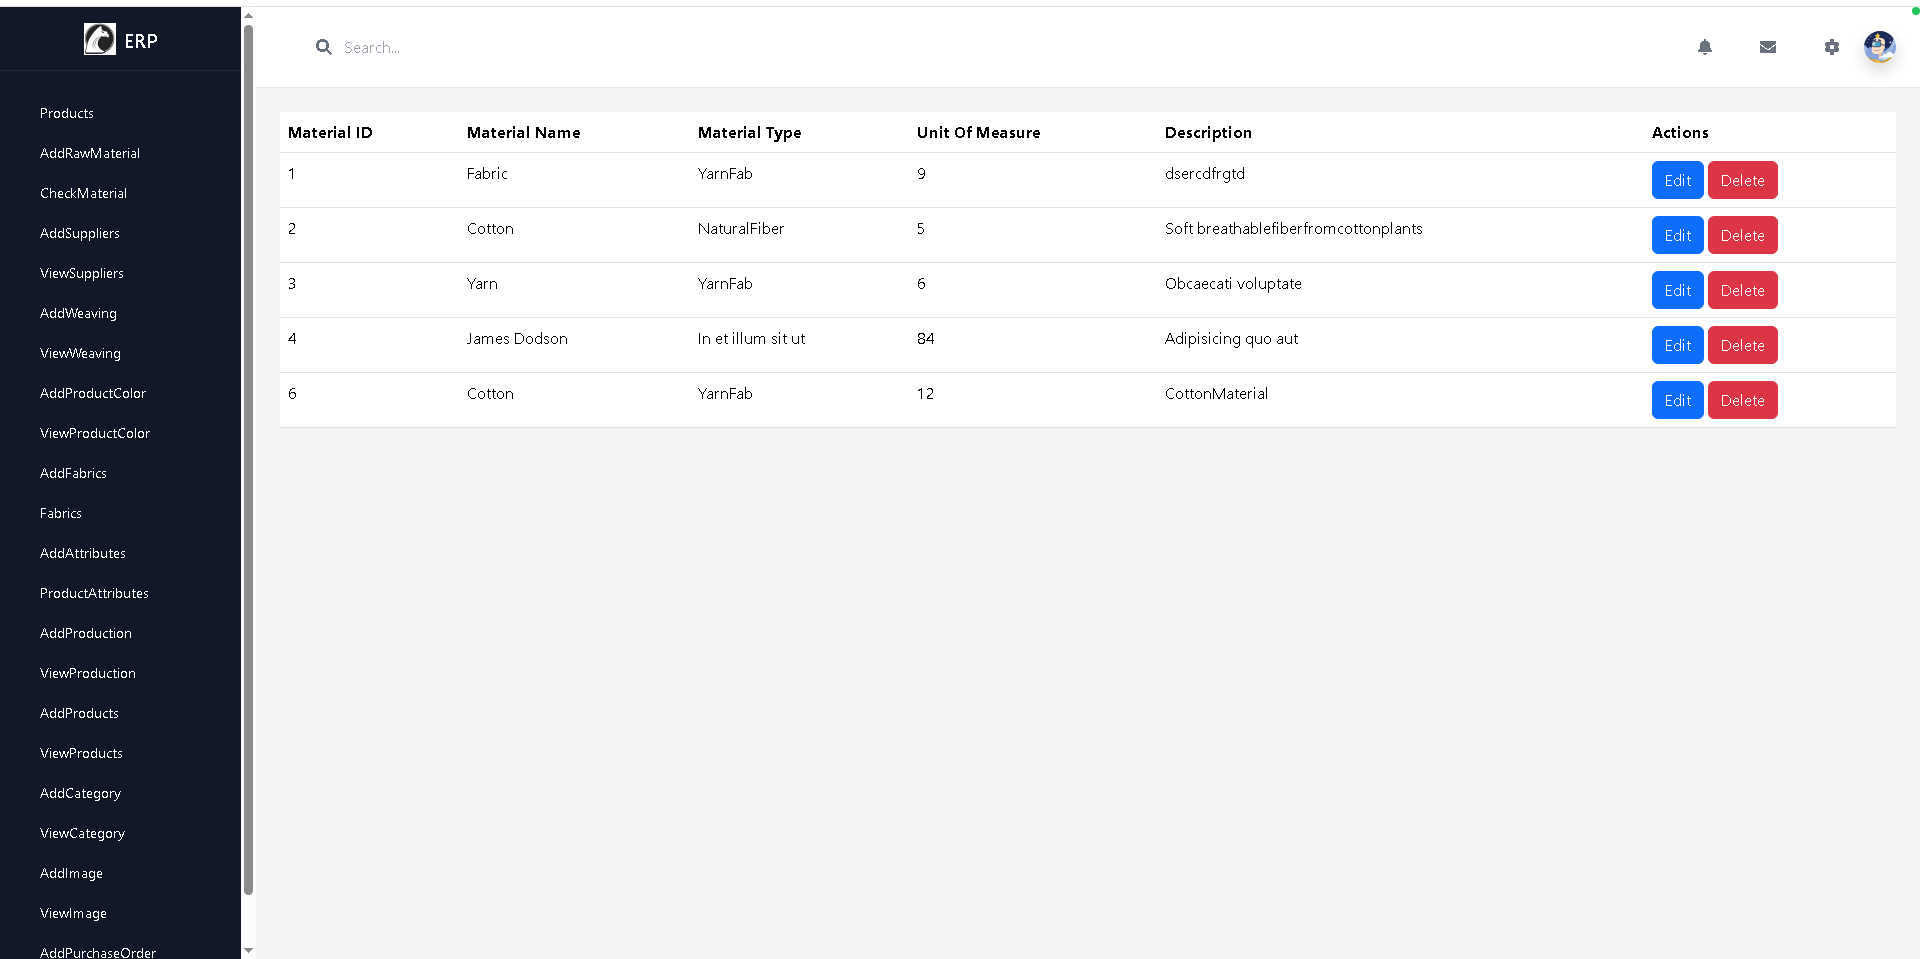 ERP
Search...
Products
AddRawMaterial
CheckMaterial
AddSuppliers
ViewSuppliers
AddWeaving
ViewWeaving
AddProductColor
ViewProductColor
AddFabrics
Fabrics
AddAttributes
ProductAttributes
AddProduction
ViewProduction
AddProducts
ViewProducts
AddCategory
ViewCategory
AddImage
ViewImage
AddPurchaseOrder
Material ID Material Name Material Type Unit Of Measure Description Actions
1 Fabric YarnFab 9 dsercdfrgtd Edit Delete
2 Cotton NaturalFiber 5 Soft breathablefiberfromcottonplants Edit Delete
3 Yarn YarnFab 6 Obcaecati voluptate Edit Delete
4 James Dodson In et illum sit ut 84 Adipisicing quo aut Edit Delete
6 Cotton YarnFab 12 CottonMaterial Edit Delete